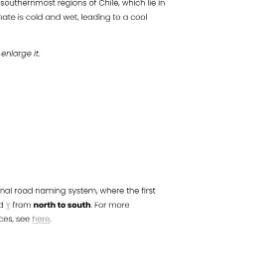 southernmost regions of Chile, which lie in
ate is cold and wet, leading to a cool
enlarge it.
nal road naming system, where the first
d Y from north to south. For more
ces, see here.